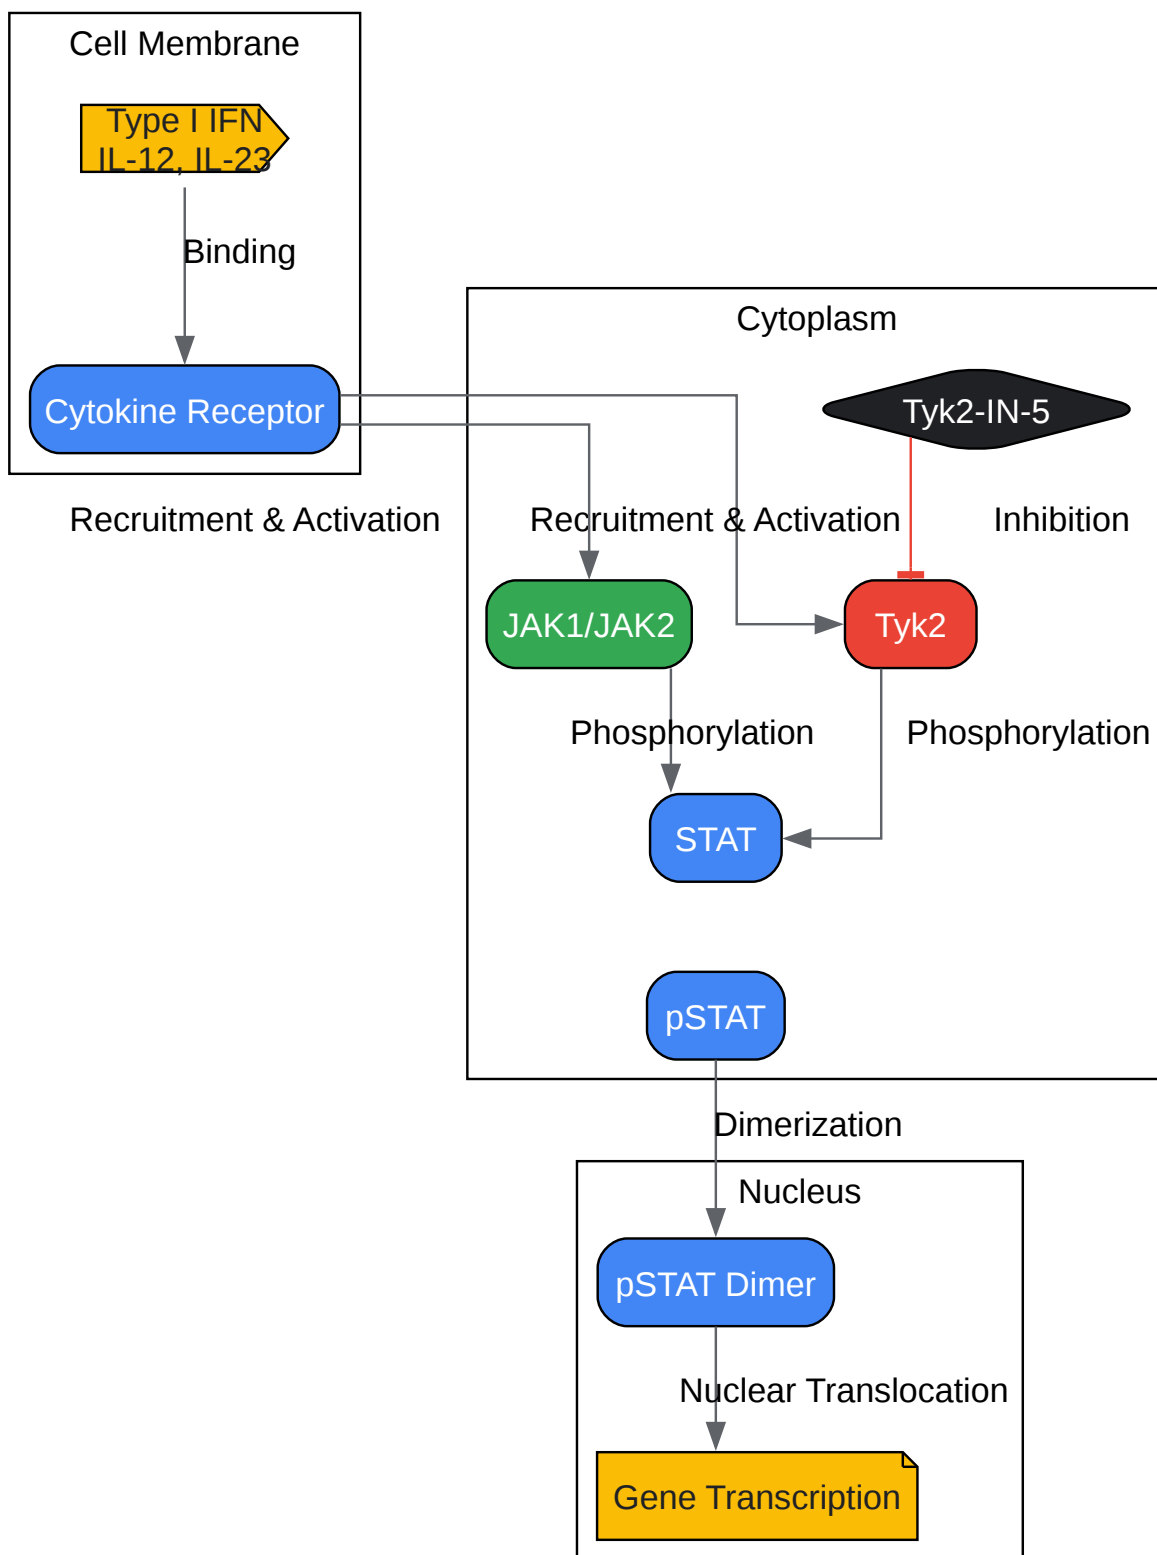 Cell Membrane
Type I IFN
IL-12, IL-23
Binding
Cytoplasm
Cytokine Receptor
Tyk2-IN-5
Recruitment & Activation
Recruitment & Activation
Inhibition
JAK1/JAK2
Tyk2
Phosphorylation
Phosphorylation
STAT
pSTAT
Dimerization
Nucleus
pSTAT Dimer
Nuclear Translocation
Gene Transcription